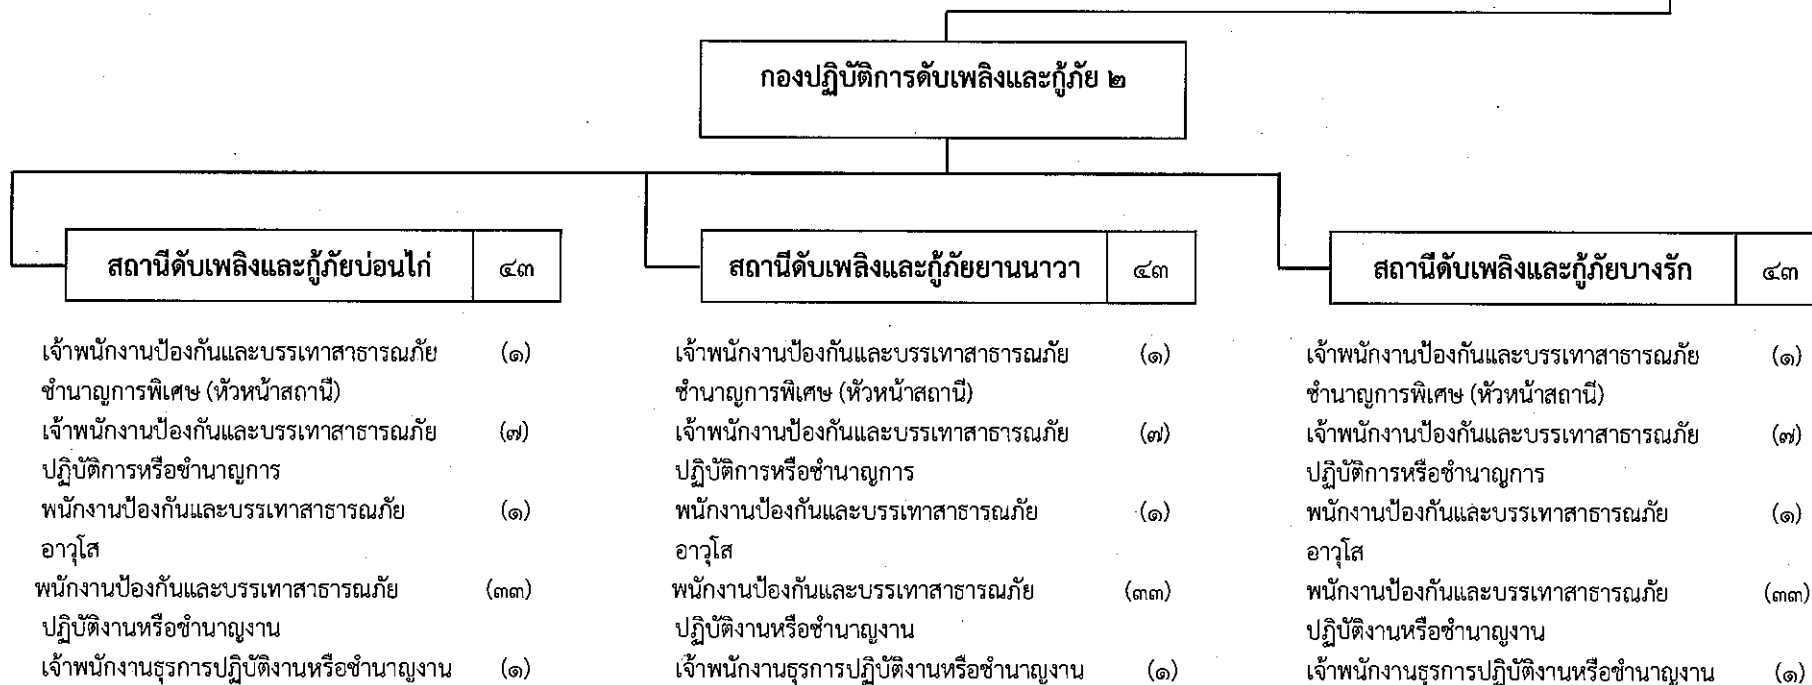 กองปฏิบัติการดับเพลิงและกู้ภัย ๒
สถานีดับเพลิงและกู้ภัยบ่อนไก่ ๔๓
เจ้าพนักงานป้องกันและบรรเทาสาธารณภัย (๑)
ชำนาญการพิเศษ (หัวหน้าสถานี)
เจ้าพนักงานป้องกันและบรรเทาสาธารณภัย (๗)
ปฏิบัติการหรือชำนาญการ
พนักงานป้องกันและบรรเทาสาธารณภัย (๑)
อาวุโส
พนักงานป้องกันและบรรเทาสาธารณภัย (๓๓)
ปฏิบัติงานหรือชำนาญงาน
เจ้าพนักงานธุรการปฏิบัติงานหรือชำนาญงาน (๑)
สถานีดับเพลิงและกู้ภัยยานนาวา ๔๓
เจ้าพนักงานป้องกันและบรรเทาสาธารณภัย (๑)
ชำนาญการพิเศษ (หัวหน้าสถานี)
เจ้าพนักงานป้องกันและบรรเทาสาธารณภัย (๗)
ปฏิบัติการหรือชำนาญการ
พนักงานป้องกันและบรรเทาสาธารณภัย (๑)
อาวุโส
พนักงานป้องกันและบรรเทาสาธารณภัย (๓๓)
ปฏิบัติงานหรือชำนาญงาน
เจ้าพนักงานธุรการปฏิบัติงานหรือชำนาญงาน (๑)
สถานีดับเพลิงและกู้ภัยบางรัก ๔๓
เจ้าพนักงานป้องกันและบรรเทาสาธารณภัย (๑)
ชำนาญการพิเศษ (หัวหน้าสถานี)
เจ้าพนักงานป้องกันและบรรเทาสาธารณภัย (๗)
ปฏิบัติการหรือชำนาญการ
พนักงานป้องกันและบรรเทาสาธารณภัย (๑)
อาวุโส
พนักงานป้องกันและบรรเทาสาธารณภัย (๓๓)
ปฏิบัติงานหรือชำนาญงาน
เจ้าพนักงานธุรการปฏิบัติงานหรือชำนาญงาน (๑)